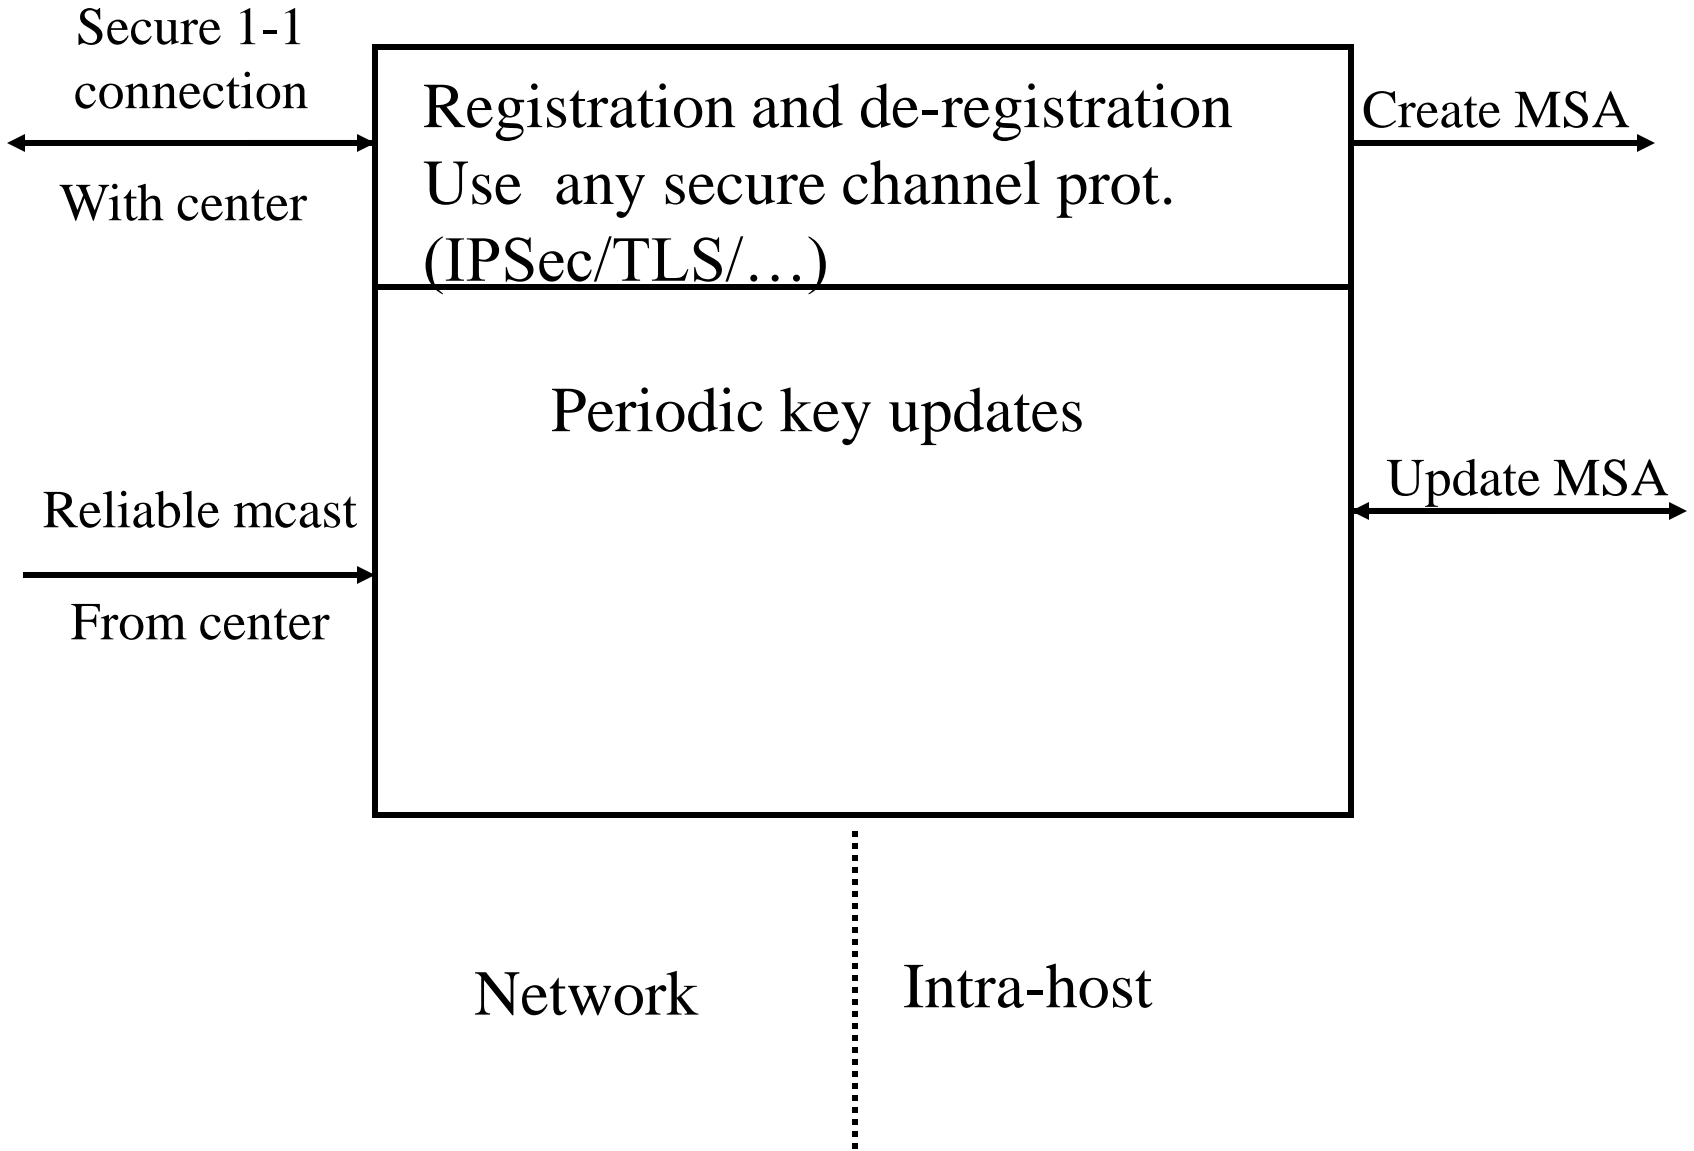 Secure 1-1
connection
With center
Registration and de-registration
Use any secure channel prot.
(IPSec/TLS/…)
Create MSA
Periodic key updates
Reliable mcast
From center
Update MSA
Network
Intra-host